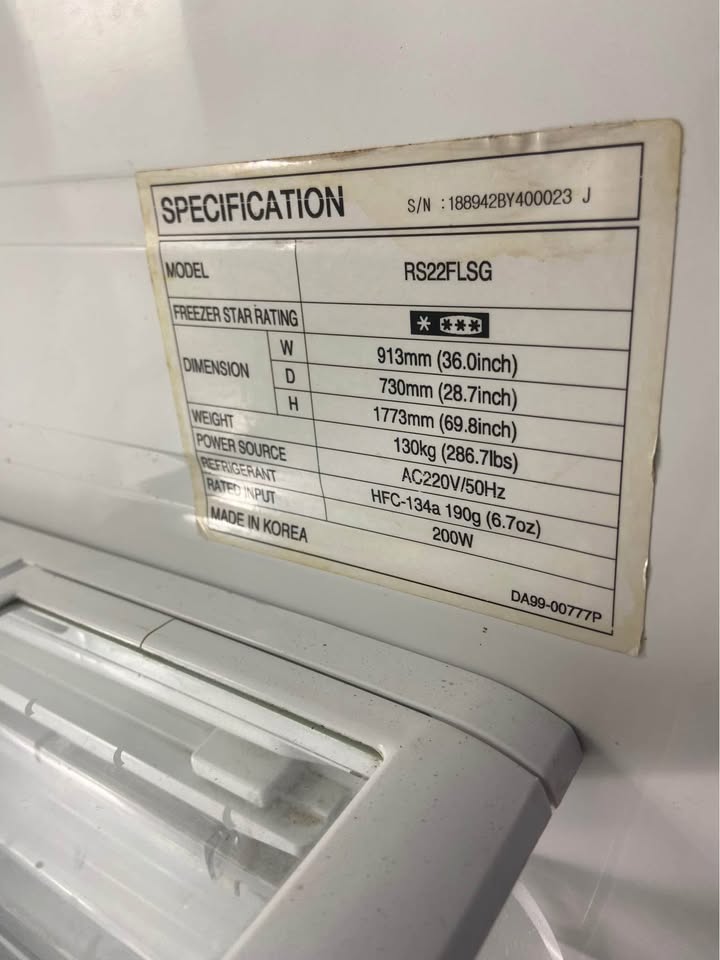 SPECIFICATION S/N : 188942BY400023 J
MODEL RS22FLSG
FREEZER STAR RATING * ***
DIMENSION W 913mm (36.0inch)
D 730mm (28.7inch)
H 1773mm (69.8inch)
WEIGHT 130kg (286.7lbs)
POWER SOURCE AC220V/50Hz
REFRIGERANT HFC-134a 190g (6.7oz)
RATED INPUT 200W
MADE IN KOREA
DA99-00777P